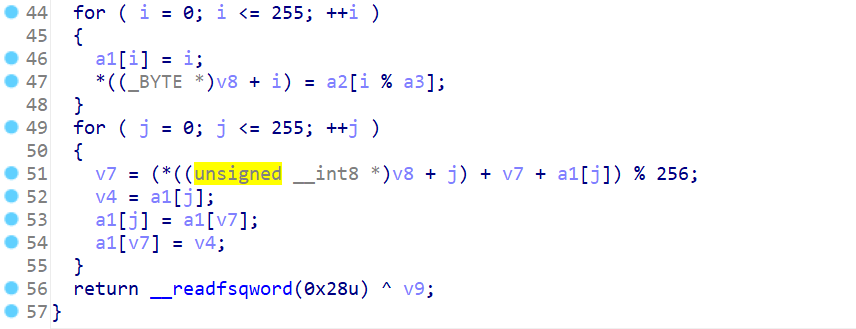 44 for ( i = 0; i <= 255; ++i )
45 {
46 a1[i] = i;
47 *((_BYTE *)v8 + i) = a2[i % a3];
48 }
49 for ( j = 0; j <= 255; ++j )
50 {
51 v7 = (*((unsigned __int8 *)v8 + j) + v7 + a1[j]) % 256;
52 v4 = a1[j];
53 a1[j] = a1[v7];
54 a1[v7] = v4;
55 }
56 return __readfsqword(0x28u) ^ v9;
57 }